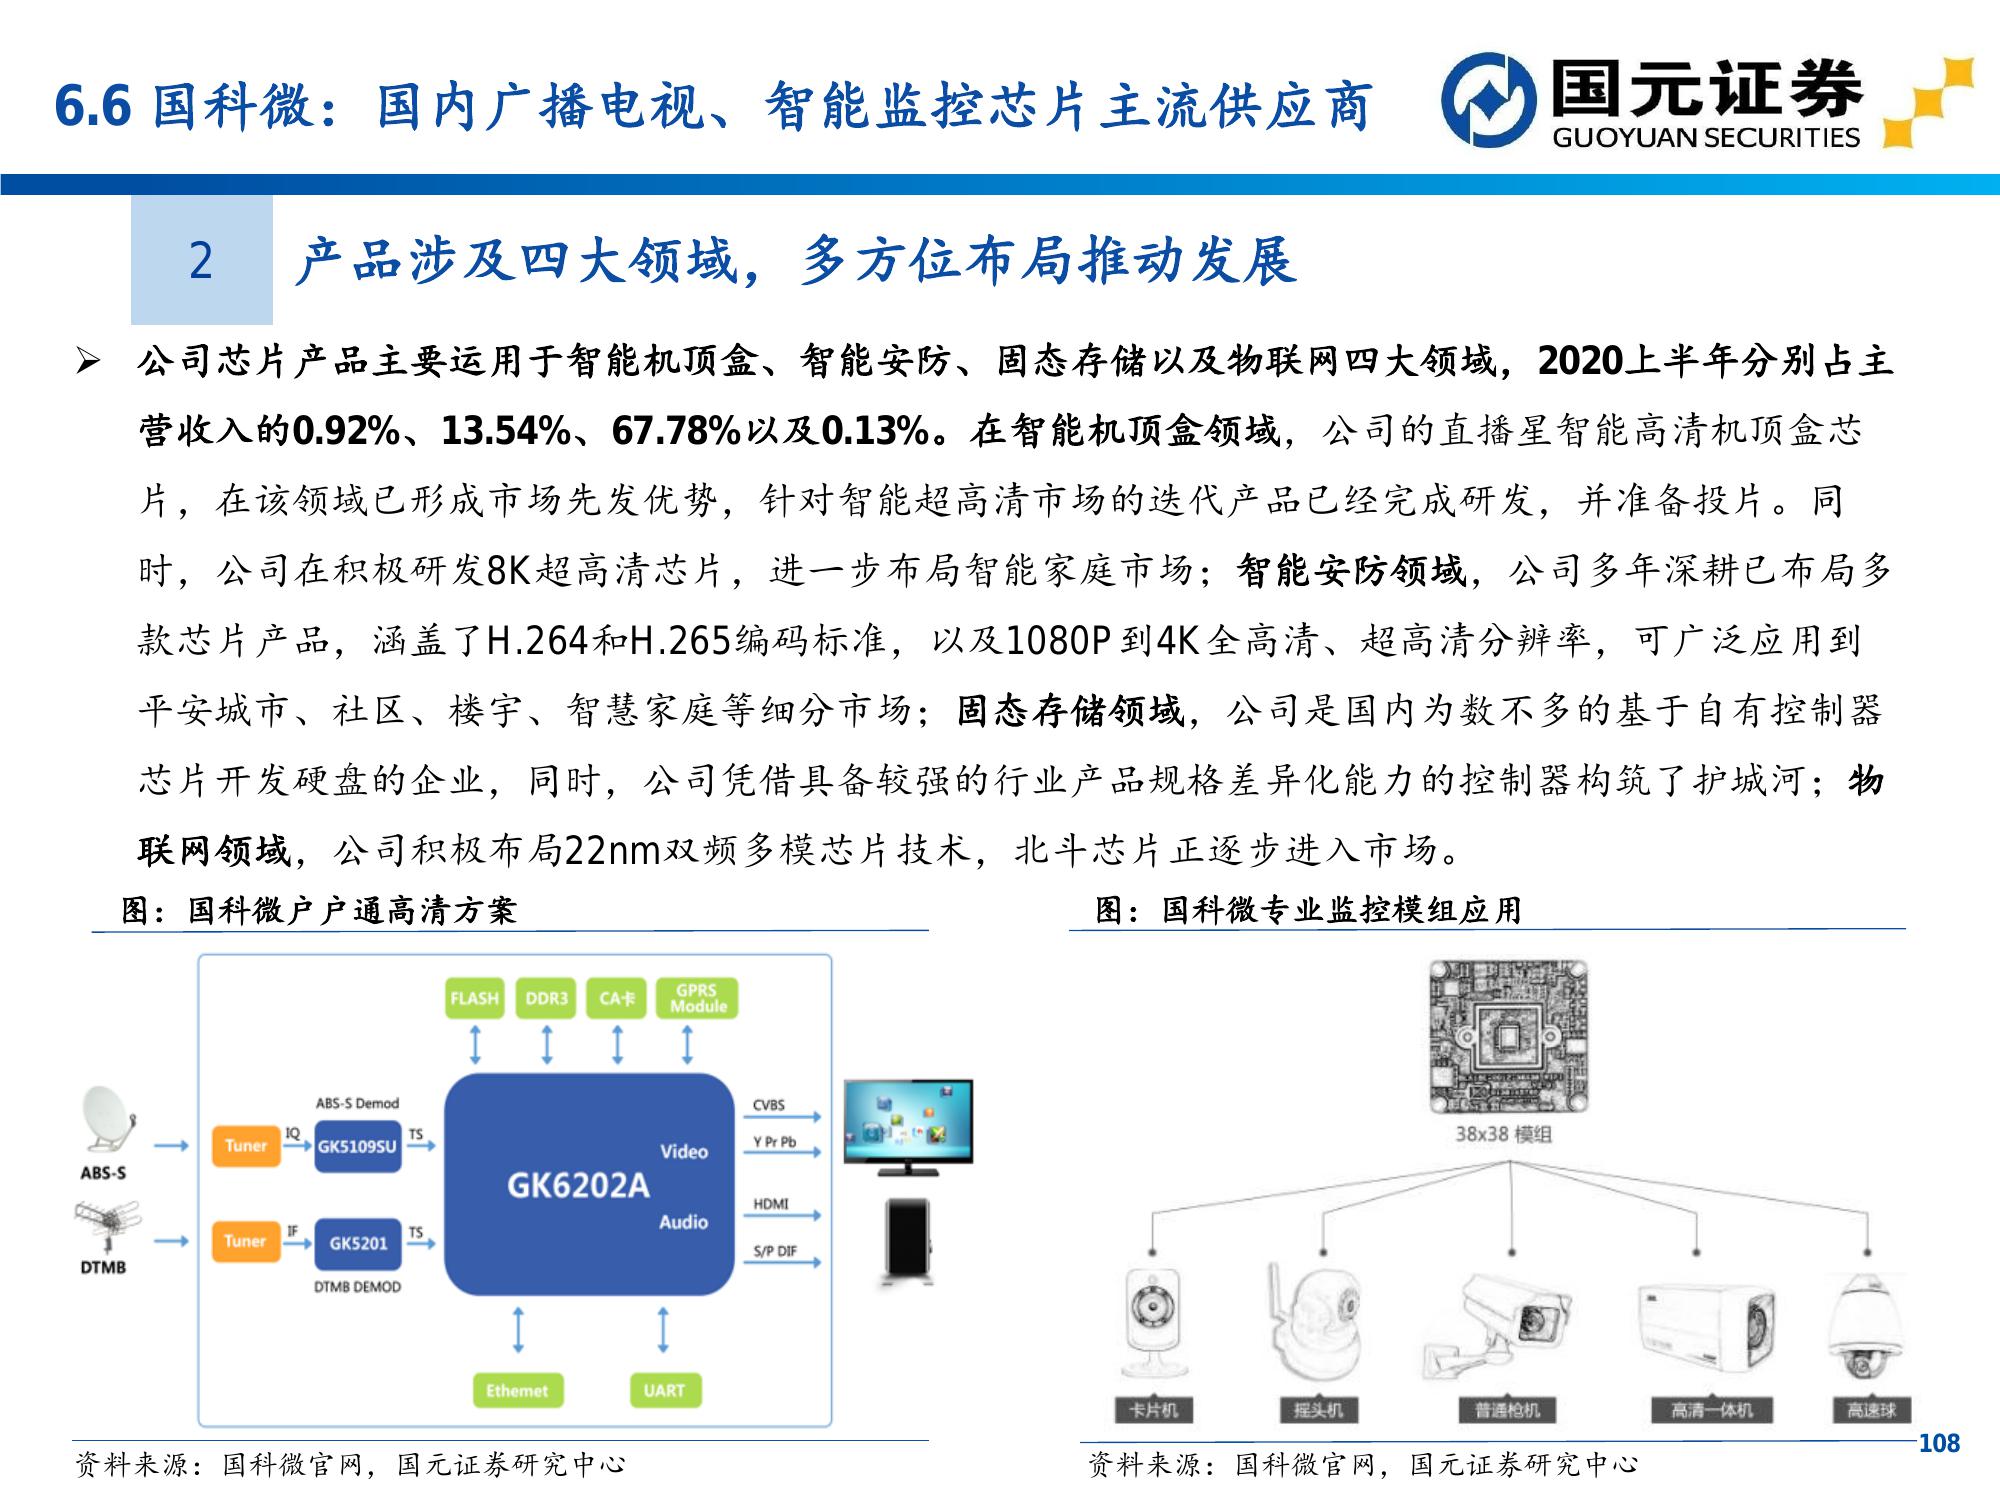 6.6 国科微：国内广播电视、智能监控芯片主流供应商
国元证券
GUOYUAN SECURITIES
2
产品涉及四大领域，多方位布局推动发展
➢ 公司芯片产品主要运用于智能机顶盒、智能安防、固态存储以及物联网四大领域，2020上半年分别占主
营收入的0.92%、13.54%、67.78%以及0.13%。在智能机顶盒领域，公司的直播星智能高清机顶盒芯
片，在该领域已形成市场先发优势，针对智能超高清市场的迭代产品已经完成研发，并准备投片。同
时，公司在积极研发8K超高清芯片，进一步布局智能家庭市场；智能安防领域，公司多年深耕已布局多
款芯片产品，涵盖了H.264和H.265编码标准，以及1080P到4K全高清、超高清分辨率，可广泛应用到
平安城市、社区、楼宇、智慧家庭等细分市场；固态存储领域，公司是国内为数不多的基于自有控制器
芯片开发硬盘的企业，同时，公司凭借具备较强的行业产品规格差异化能力的控制器构筑了护城河；物
联网领域，公司积极布局22nm双频多模芯片技术，北斗芯片正逐步进入市场。
图：国科微户户通高清方案
FLASH
DDR3
CA卡
GPRS
Module
ABS-S Demod
CVBS
Tuner
IQ
GK5109SU
TS
Video
Y Pr Pb
ABS-S
GK6202A
HDMI
Tuner
IF
GK5201
TS
Audio
S/P DIF
DTMB
DTMB DEMOD
Ethernet
UART
资料来源：国科微官网，国元证券研究中心
图：国科微专业监控模组应用
38x38 模组
卡片机
摇头机
普通枪机
高清一体机
高速球
资料来源：国科微官网，国元证券研究中心
108